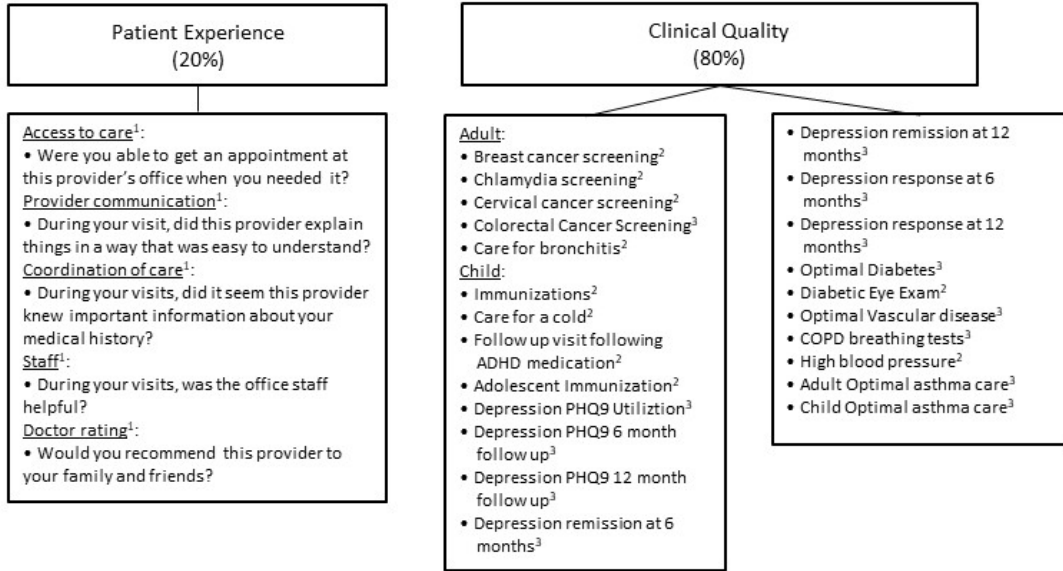 Patient Experience
(20%)
Access to care¹:
• Were you able to get an appointment at
this provider's office when you needed it?
Provider communication¹:
• During your visit, did this provider explain
things in a way that was easy to understand?
Coordination of care¹:
• During your visits, did it seem this provider
knew important information about your
medical history?
Staff¹:
• During your visits, was the office staff
helpful?
Doctor rating¹:
• Would you recommend this provider to
your family and friends?
Clinical Quality
(80%)
Adult:
• Breast cancer screening²
• Chlamydia screening²
• Cervical cancer screening²
• Colorectal Cancer Screening³
• Care for bronchitis²
Child:
• Immunizations²
• Care for a cold²
• Follow up visit following
ADHD medication²
• Adolescent Immunization²
• Depression PHQ9 Utiliztion³
• Depression PHQ9 6 month
follow up³
• Depression PHQ9 12 month
follow up³
• Depression remission at 6
months³
• Depression remission at 12
months³
• Depression response at 6
months³
• Depression response at 12
months³
• Optimal Diabetes³
• Diabetic Eye Exam²
• Optimal Vascular disease³
• COPD breathing tests³
• High blood pressure²
• Adult Optimal asthma care³
• Child Optimal asthma care³